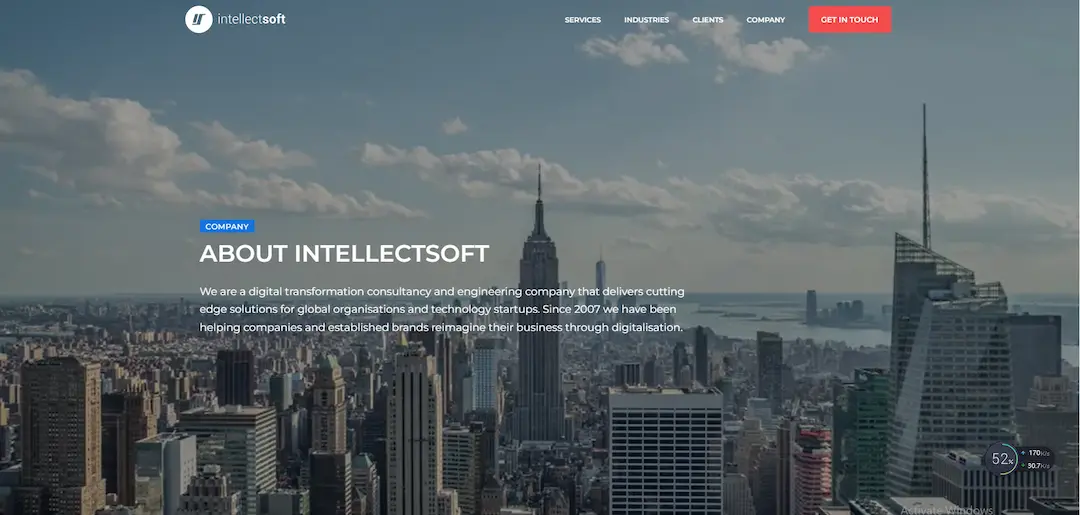 intellectsoft
SERVICES INDUSTRIES CLIENTS COMPANY GET IN TOUCH
COMPANY
ABOUT INTELLECTSOFT
We are a digital transformation consultancy and engineering company that delivers cutting
edge solutions for global organisations and technology startups. Since 2007 we have been
helping companies and established brands reimagine their business through digitalisation.
52%
+ 170K/s
+ 30.7K/s
Activate Windows